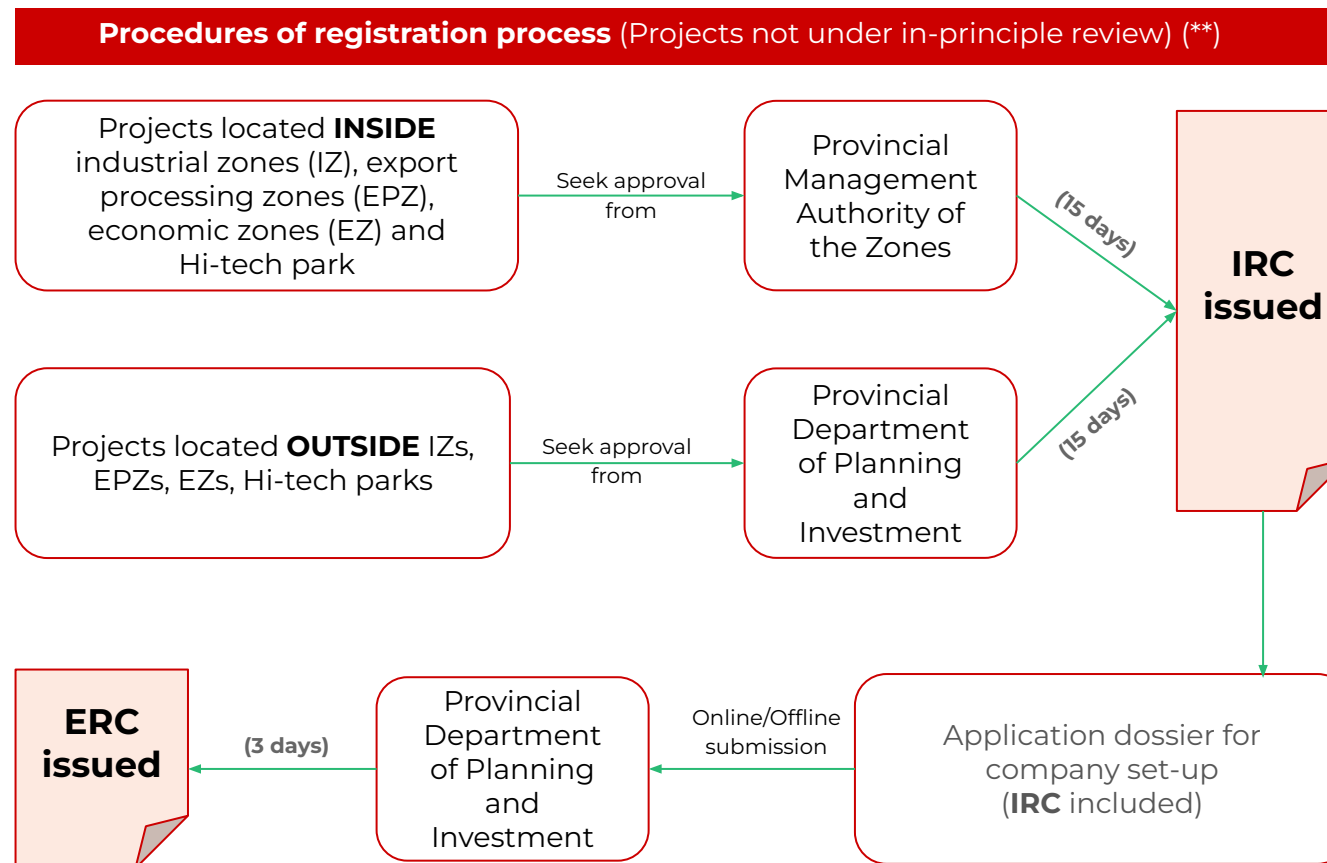 Procedures of registration process (Projects not under in-principle review) (**)
Projects located INSIDE
industrial zones (IZ), export
processing zones (EPZ),
economic zones (EZ) and
Hi-tech park
Seek approval
from
Provincial
Management
Authority of
the Zones
(15 days)
IRC
issued
Projects located OUTSIDE IZs,
EPZs, EZs, Hi-tech parks
Seek approval
from
Provincial
Department
of Planning
and
Investment
(15 days)
Application dossier for
company set-up
(IRC included)
Online/Offline
submission
Provincial
Department
of Planning
and
Investment
(3 days)
ERC
issued